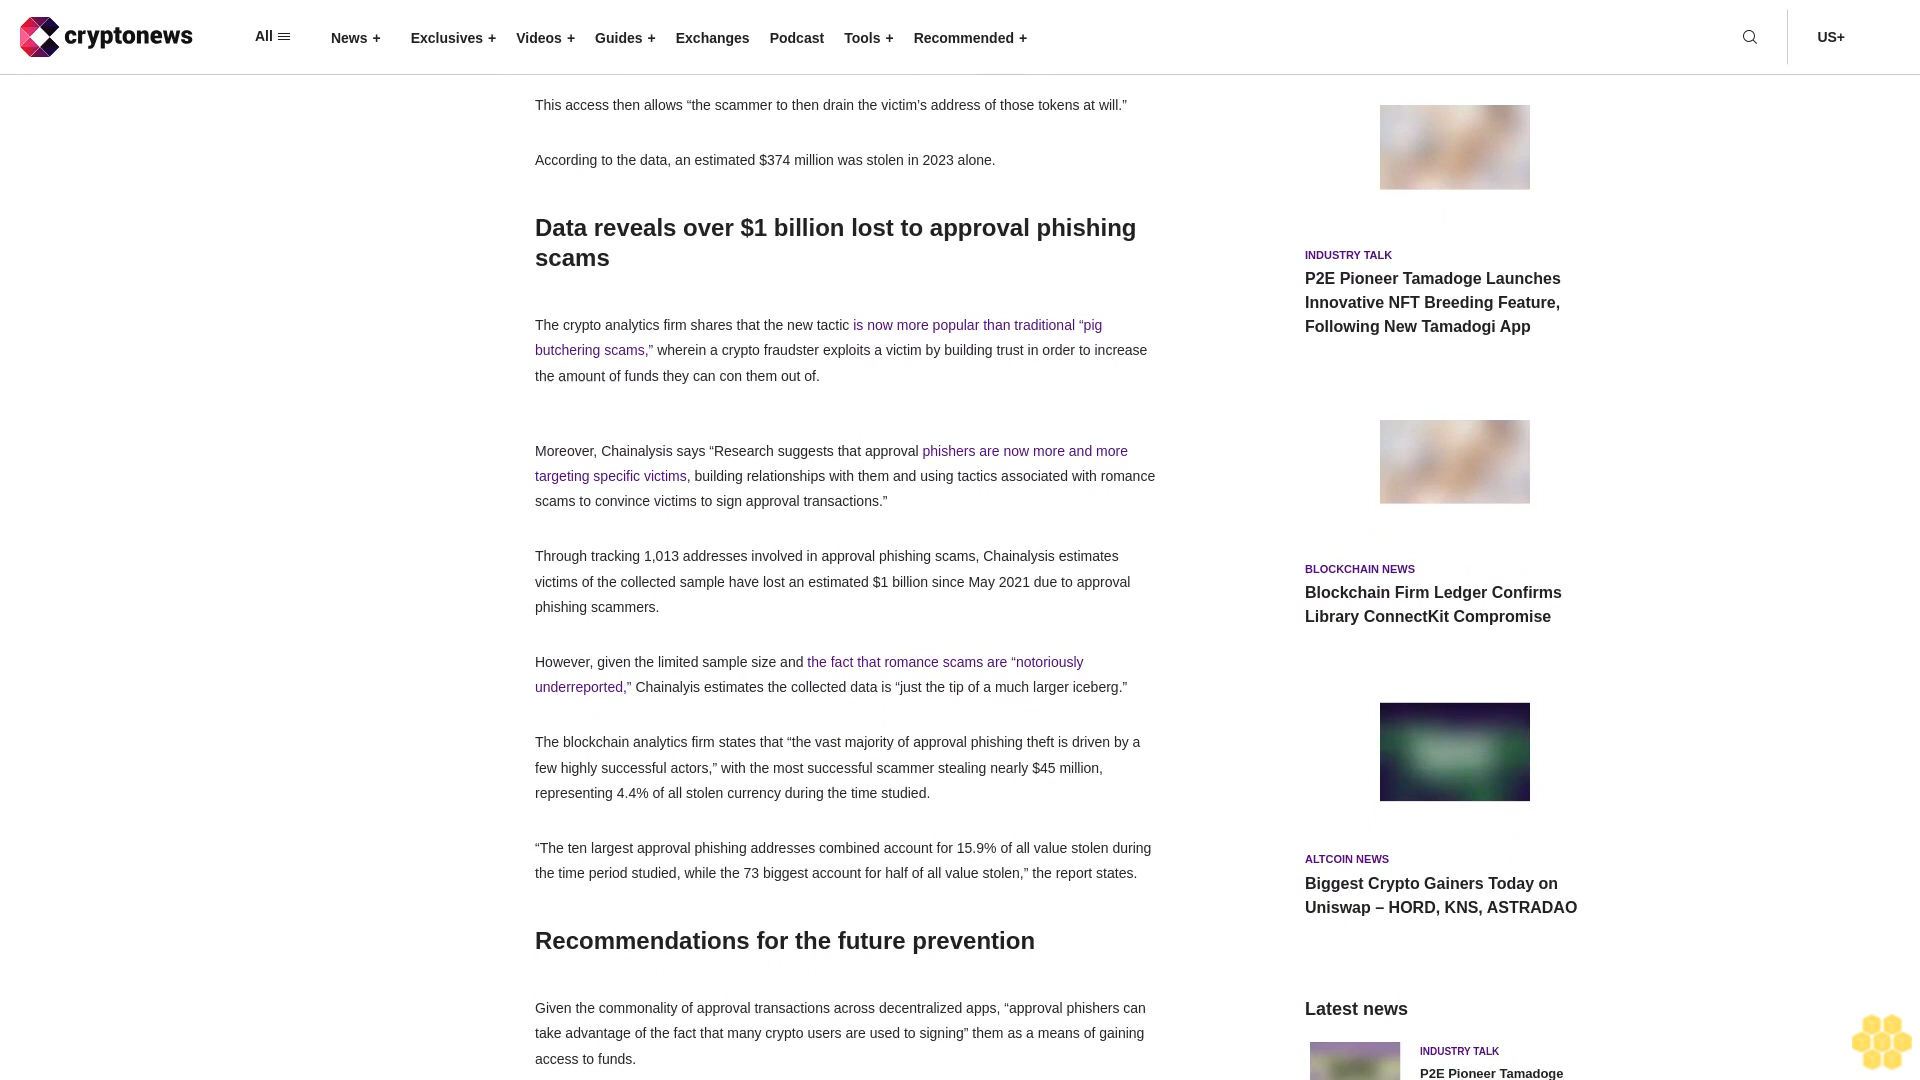 cryptonews
All
News +
Exclusives +
Videos +
Guides +
Exchanges
Podcast
Tools +
Recommended +
US+
This access then allows “the scammer to then drain the victim’s address of those tokens at will.”
According to the data, an estimated $374 million was stolen in 2023 alone.
Data reveals over $1 billion lost to approval phishing
scams
The crypto analytics firm shares that the new tactic is now more popular than traditional “pig
butchering scams,” wherein a crypto fraudster exploits a victim by building trust in order to increase
the amount of funds they can con them out of.
Moreover, Chainalysis says “Research suggests that approval phishers are now more and more
targeting specific victims, building relationships with them and using tactics associated with romance
scams to convince victims to sign approval transactions.”
Through tracking 1,013 addresses involved in approval phishing scams, Chainalysis estimates
victims of the collected sample have lost an estimated $1 billion since May 2021 due to approval
phishing scammers.
However, given the limited sample size and the fact that romance scams are “notoriously
underreported,” Chainalyis estimates the collected data is “just the tip of a much larger iceberg.”
The blockchain analytics firm states that “the vast majority of approval phishing theft is driven by a
few highly successful actors,” with the most successful scammer stealing nearly $45 million,
representing 4.4% of all stolen currency during the time studied.
“The ten largest approval phishing addresses combined account for 15.9% of all value stolen during
the time period studied, while the 73 biggest account for half of all value stolen,” the report states.
Recommendations for the future prevention
Given the commonality of approval transactions across decentralized apps, “approval phishers can
take advantage of the fact that many crypto users are used to signing” them as a means of gaining
access to funds.
INDUSTRY TALK
P2E Pioneer Tamadoge Launches
Innovative NFT Breeding Feature,
Following New Tamadogi App
BLOCKCHAIN NEWS
Blockchain Firm Ledger Confirms
Library ConnectKit Compromise
ALTCOIN NEWS
Biggest Crypto Gainers Today on
Uniswap – HORD, KNS, ASTRADAO
Latest news
INDUSTRY TALK
P2E Pioneer Tamadoge